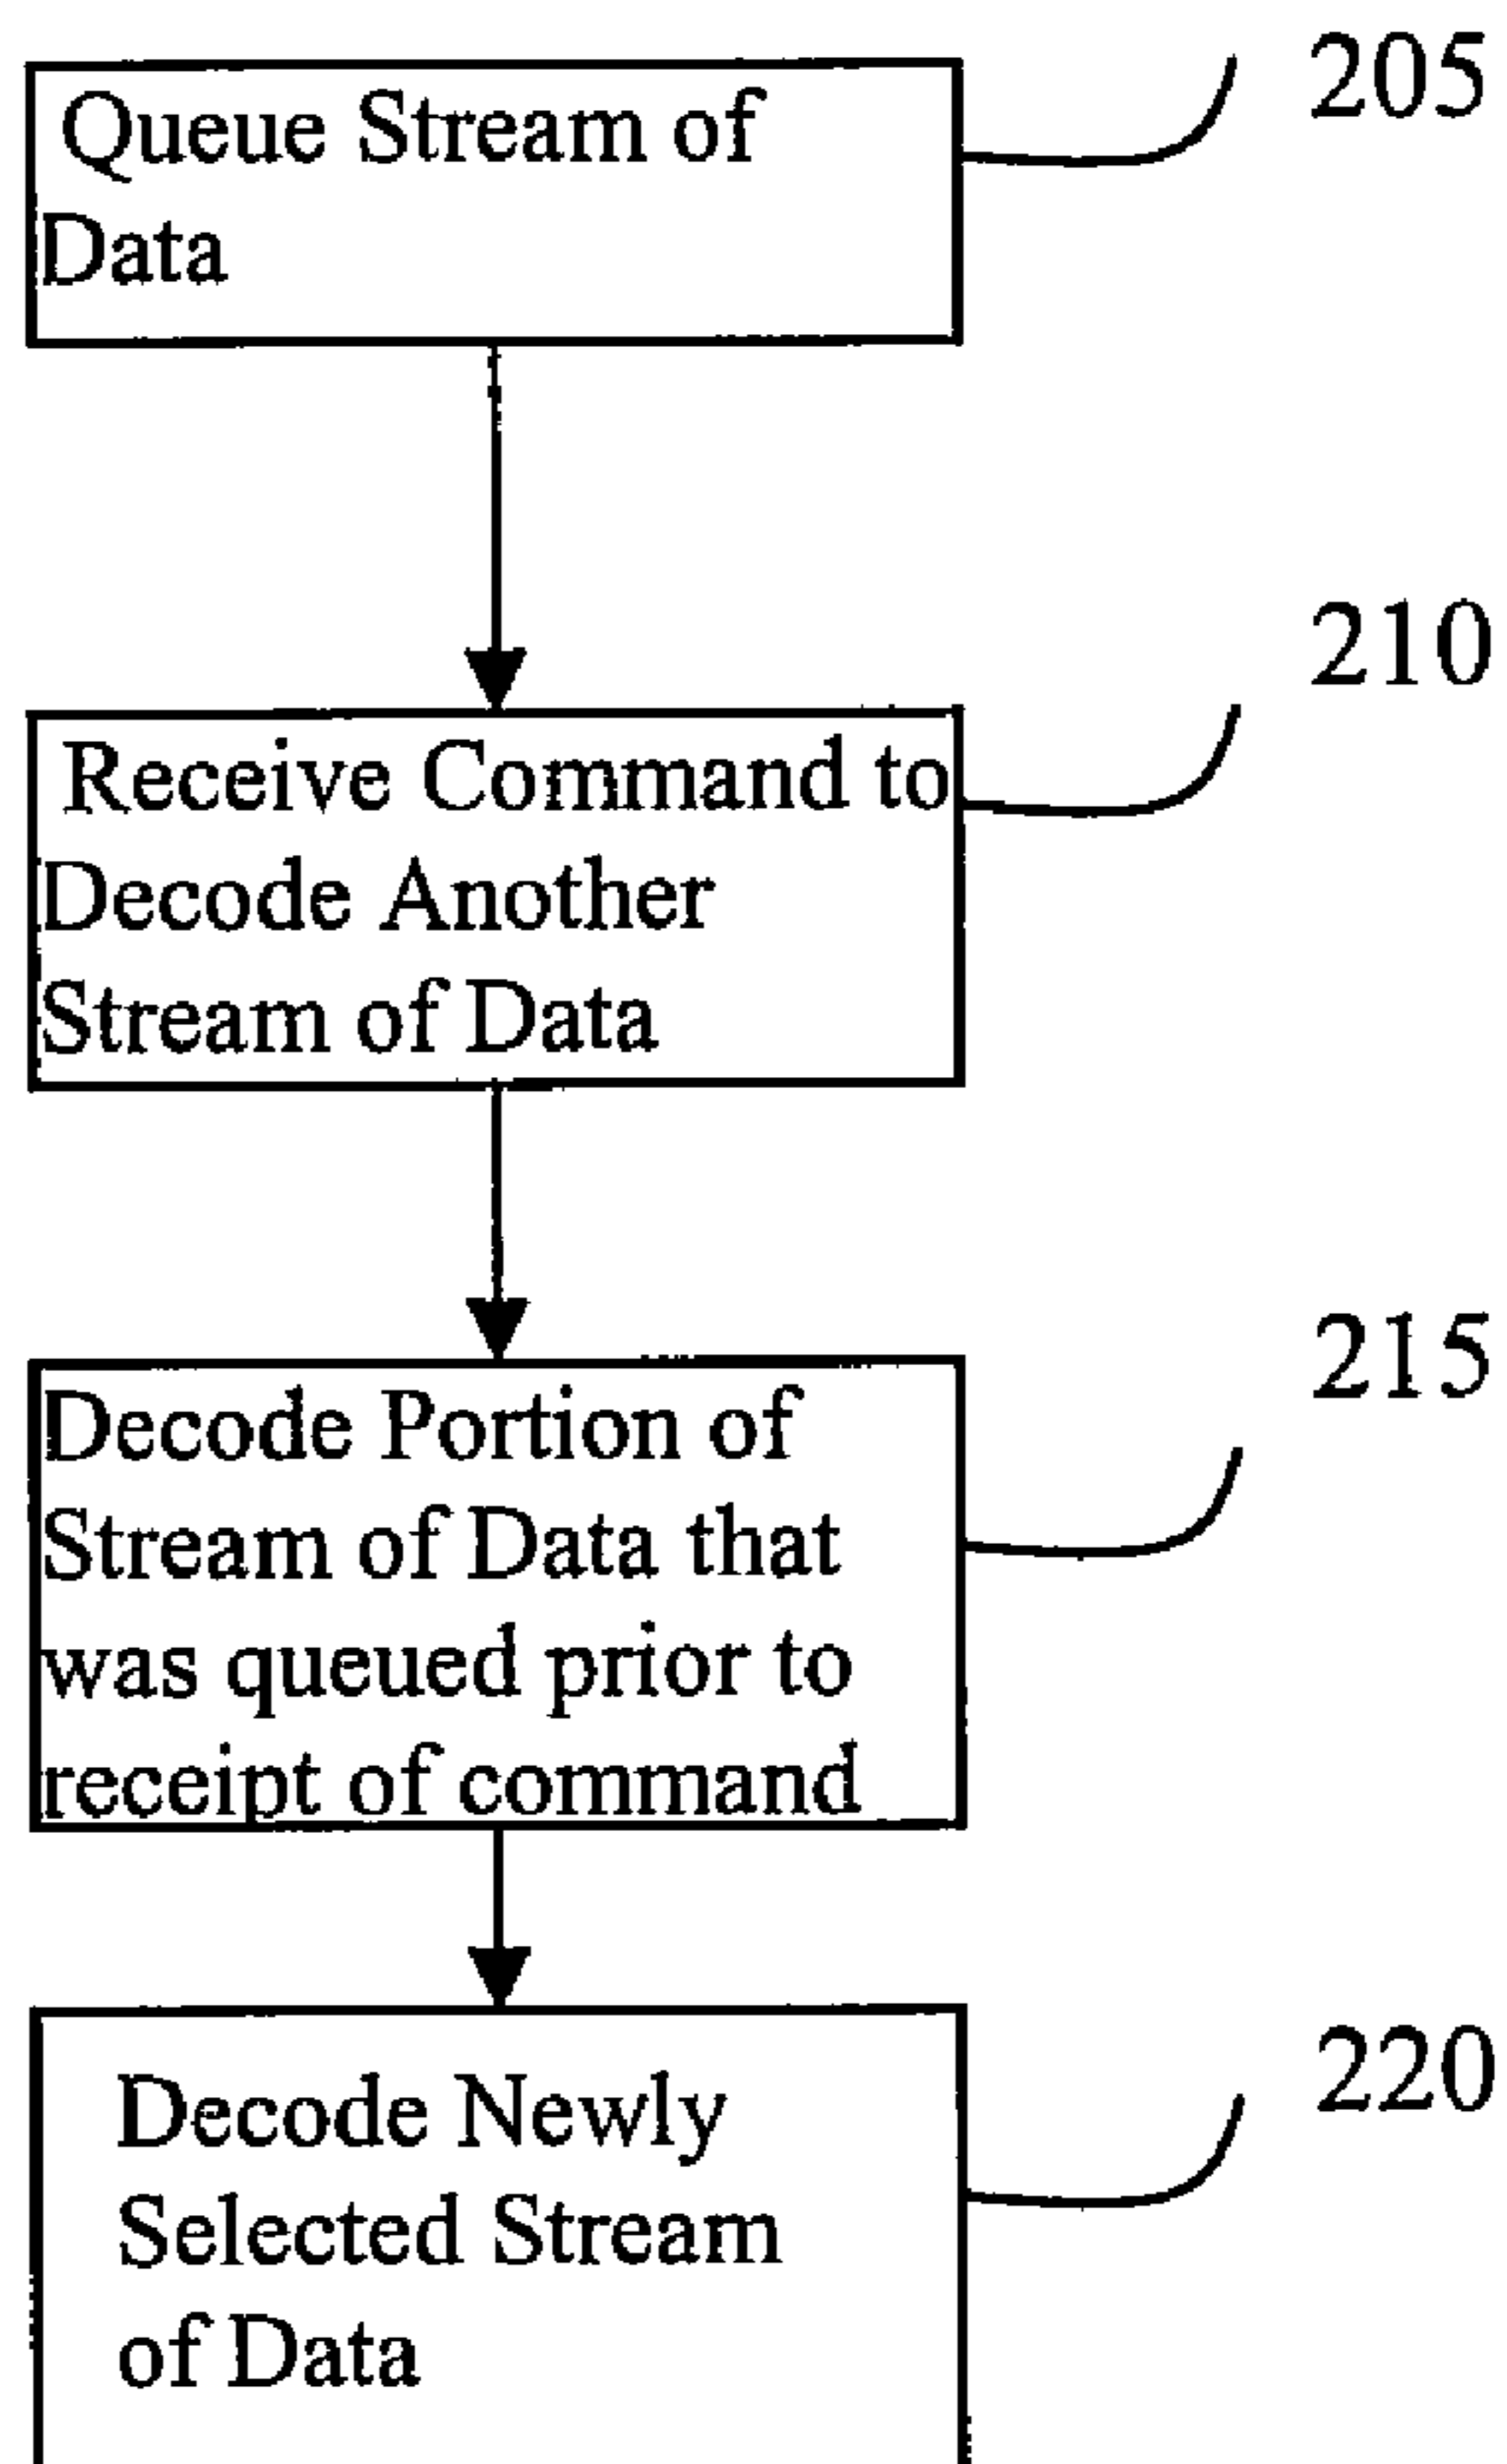 205
Queue Stream of
Data
210
Receive Command to
Decode Another
Stream of Data
215
Decode Portion of
Stream of Data that
was queued prior to
receipt of command
220
Decode Newly
Selected Stream
of Data